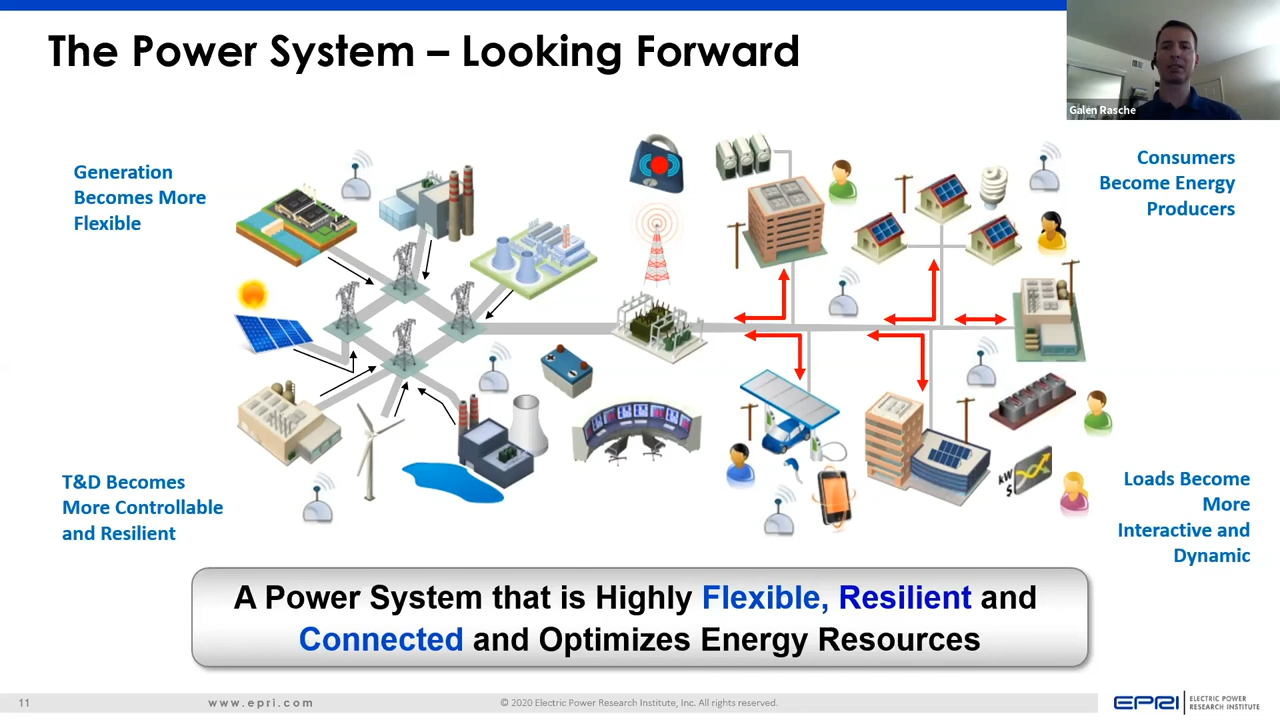 The Power System – Looking Forward
Galen Rasche
Generation
Becomes More
Flexible
Consumers
Become Energy
Producers
T&D Becomes
More Controllable
and Resilient
kW
$
Loads Become
More
Interactive and
Dynamic
A Power System that is Highly Flexible, Resilient and
Connected and Optimizes Energy Resources
11
www.epri.com
© 2020 Electric Power Research Institute, Inc. All rights reserved.
EPRI
ELECTRIC POWER
RESEARCH INSTITUTE